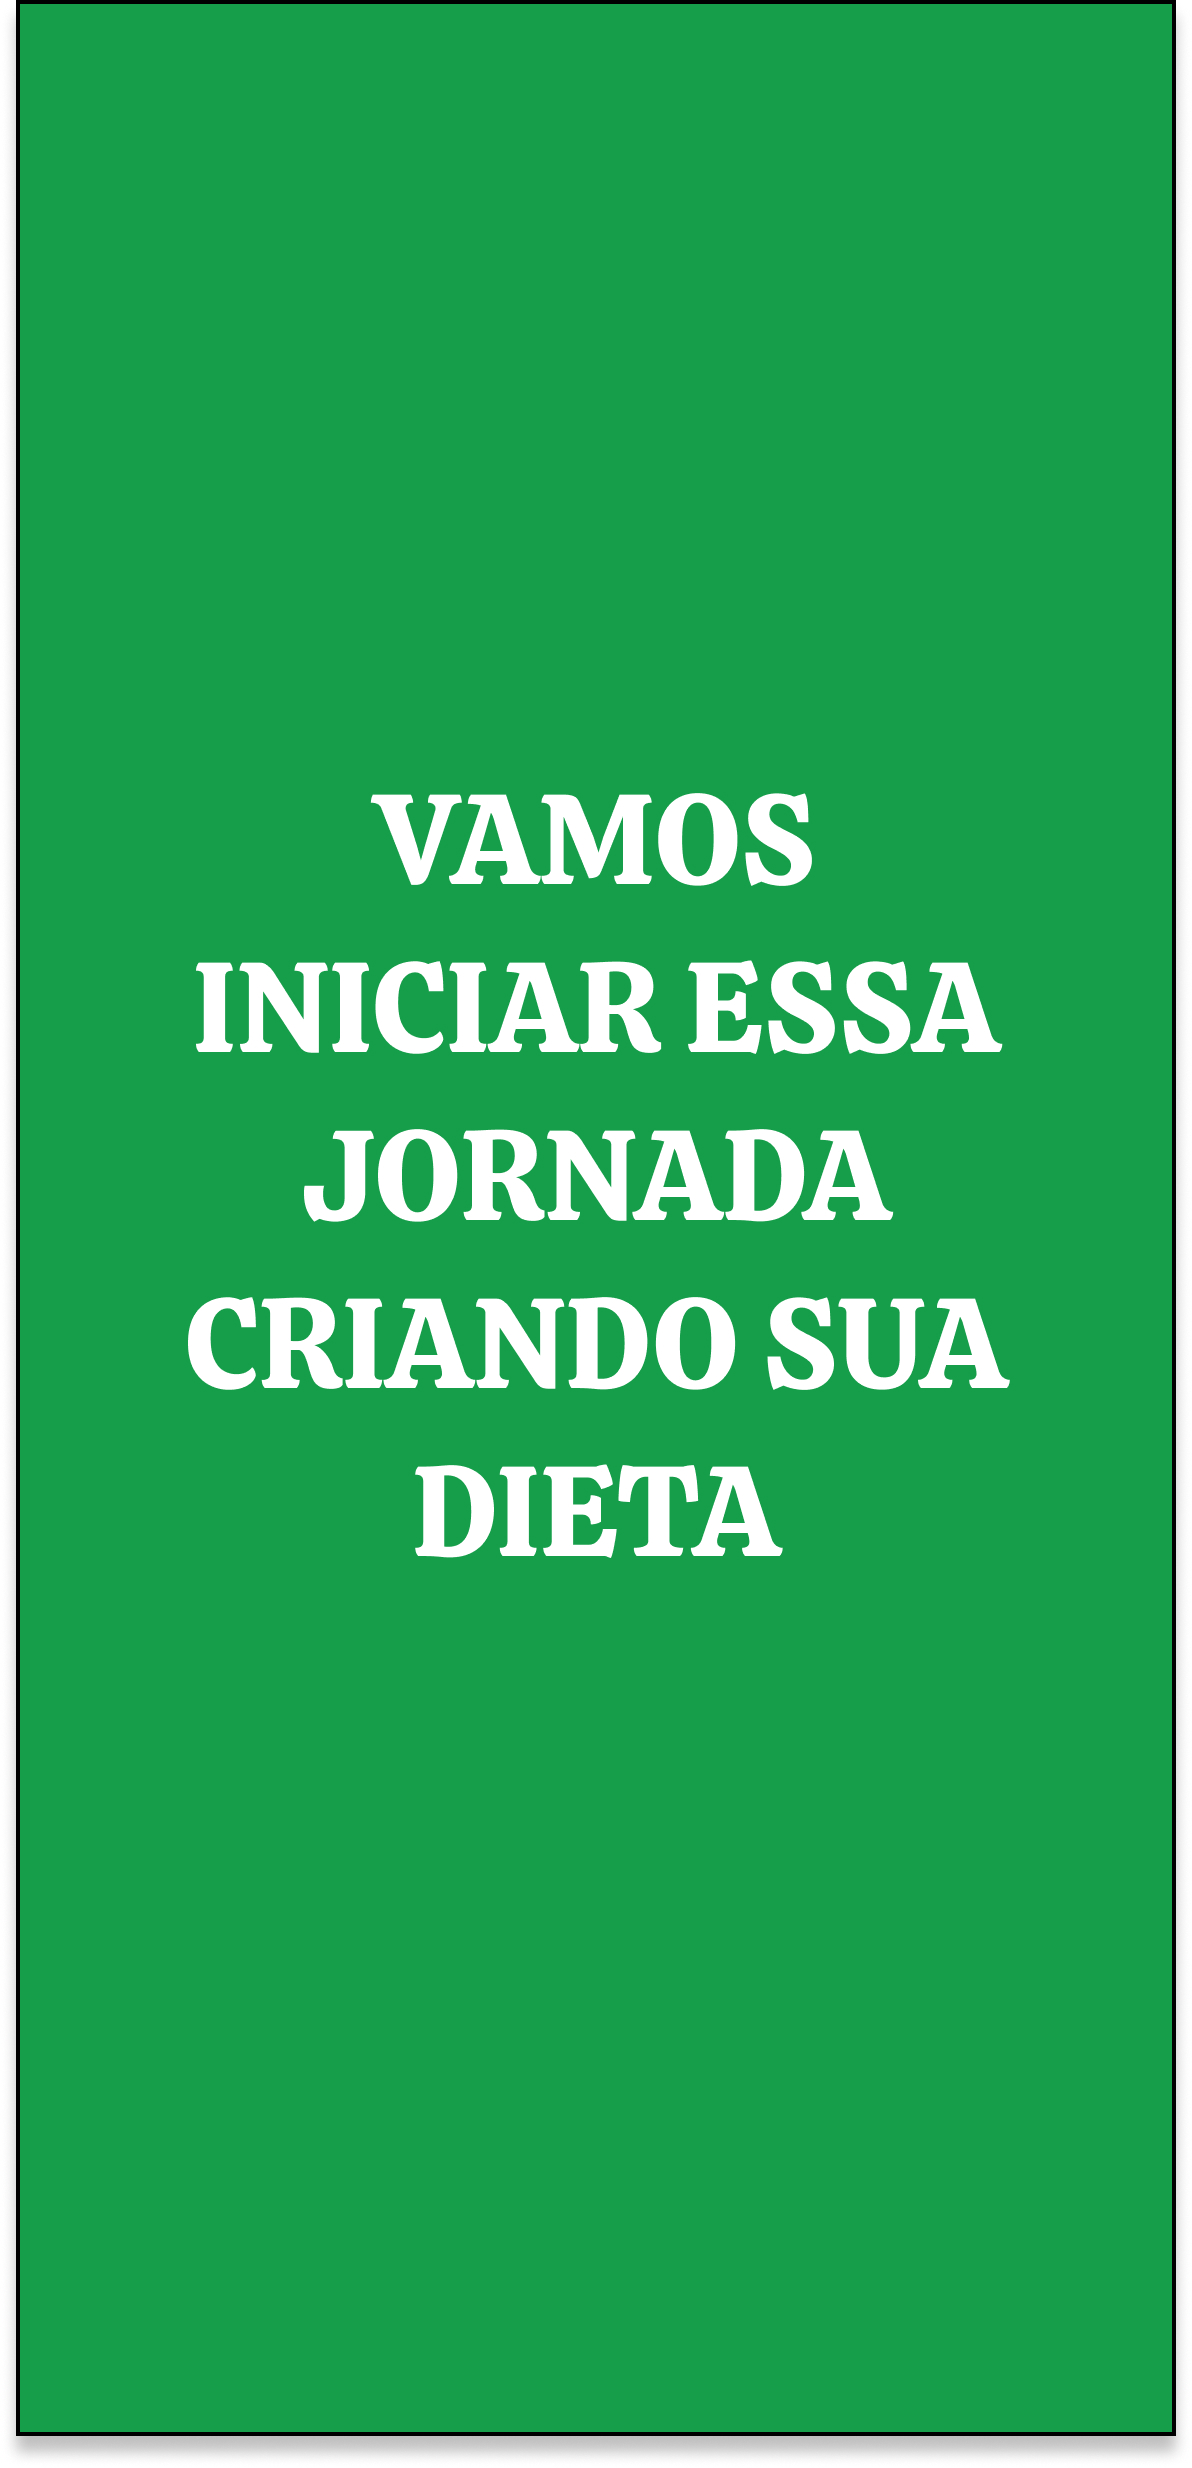 VAMOS
INICIAR ESSA
JORNADA
CRIANDO SUA
DIETA